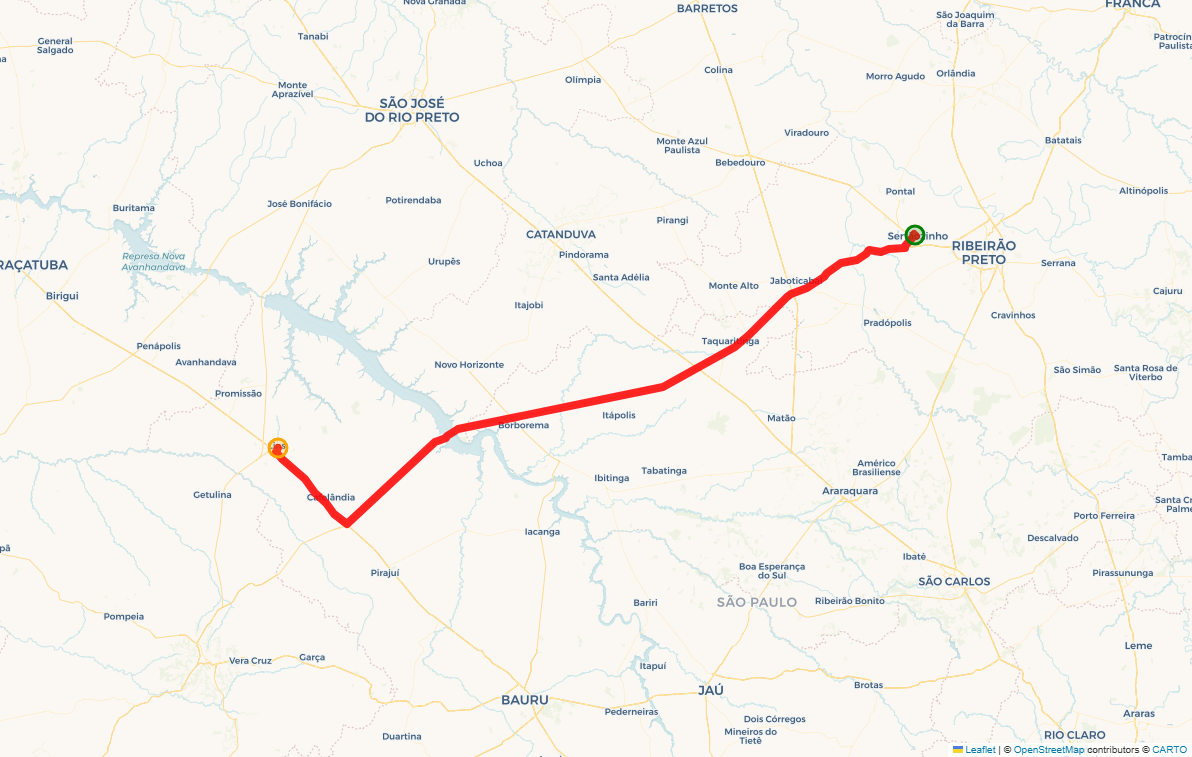 Nova Granada
BARRETOS
FRANCA
São Joaquim
da Barra
General
Salgado
Tanabi
Patrocín
Paulista
Colina
Olímpia
Morro Agudo
Orlândia
Monte
Aprazível
SÃO JOSÉ
DO RIO PRETO
Viradouro
Batatais
Monte Azul
Paulista
Uchoa
Bebedouro
Pontal
Altinópolis
Buritama
José Bonifácio
Potirendaba
Pirangi
CATANDUVA
RIBEIRÃO
PRETO
Represa Nova
Avanhandava
Pindorama
RAÇATUBA
Urupês
Serrana
Santa Adélia
Monte Alto
Jaboticabal
Cajuru
Birigui
Itajobi
Cravinhos
Pradópolis
Penápolis
Taquaritinga
Avanhandava
Novo Horizonte
São Simão
Santa Rosa de
Viterbo
Promissão
Itápolis
Matão
Borborema
Tabatinga
Américo
Brasiliense
Tamba
Ibitinga
Getulina
Cafelândia
Araraquara
Santa Cr
Palme
Porto Ferreira
Iacanga
Descalvado
pã
Ibaté
Pirajuí
Boa Esperança
do Sul
SÃO CARLOS
Pirassununga
Bariri
SÃO PAULO
Ribeirão Bonito
Pompeia
Leme
Vera Cruz
Garça
Itapuí
Brotas
BAURU
JAÚ
Pederneiras
Dois Córregos
Araras
Mineiros do
Tietê
Duartina
RIO CLARO
Leaflet | © OpenStreetMap contributors © CARTO